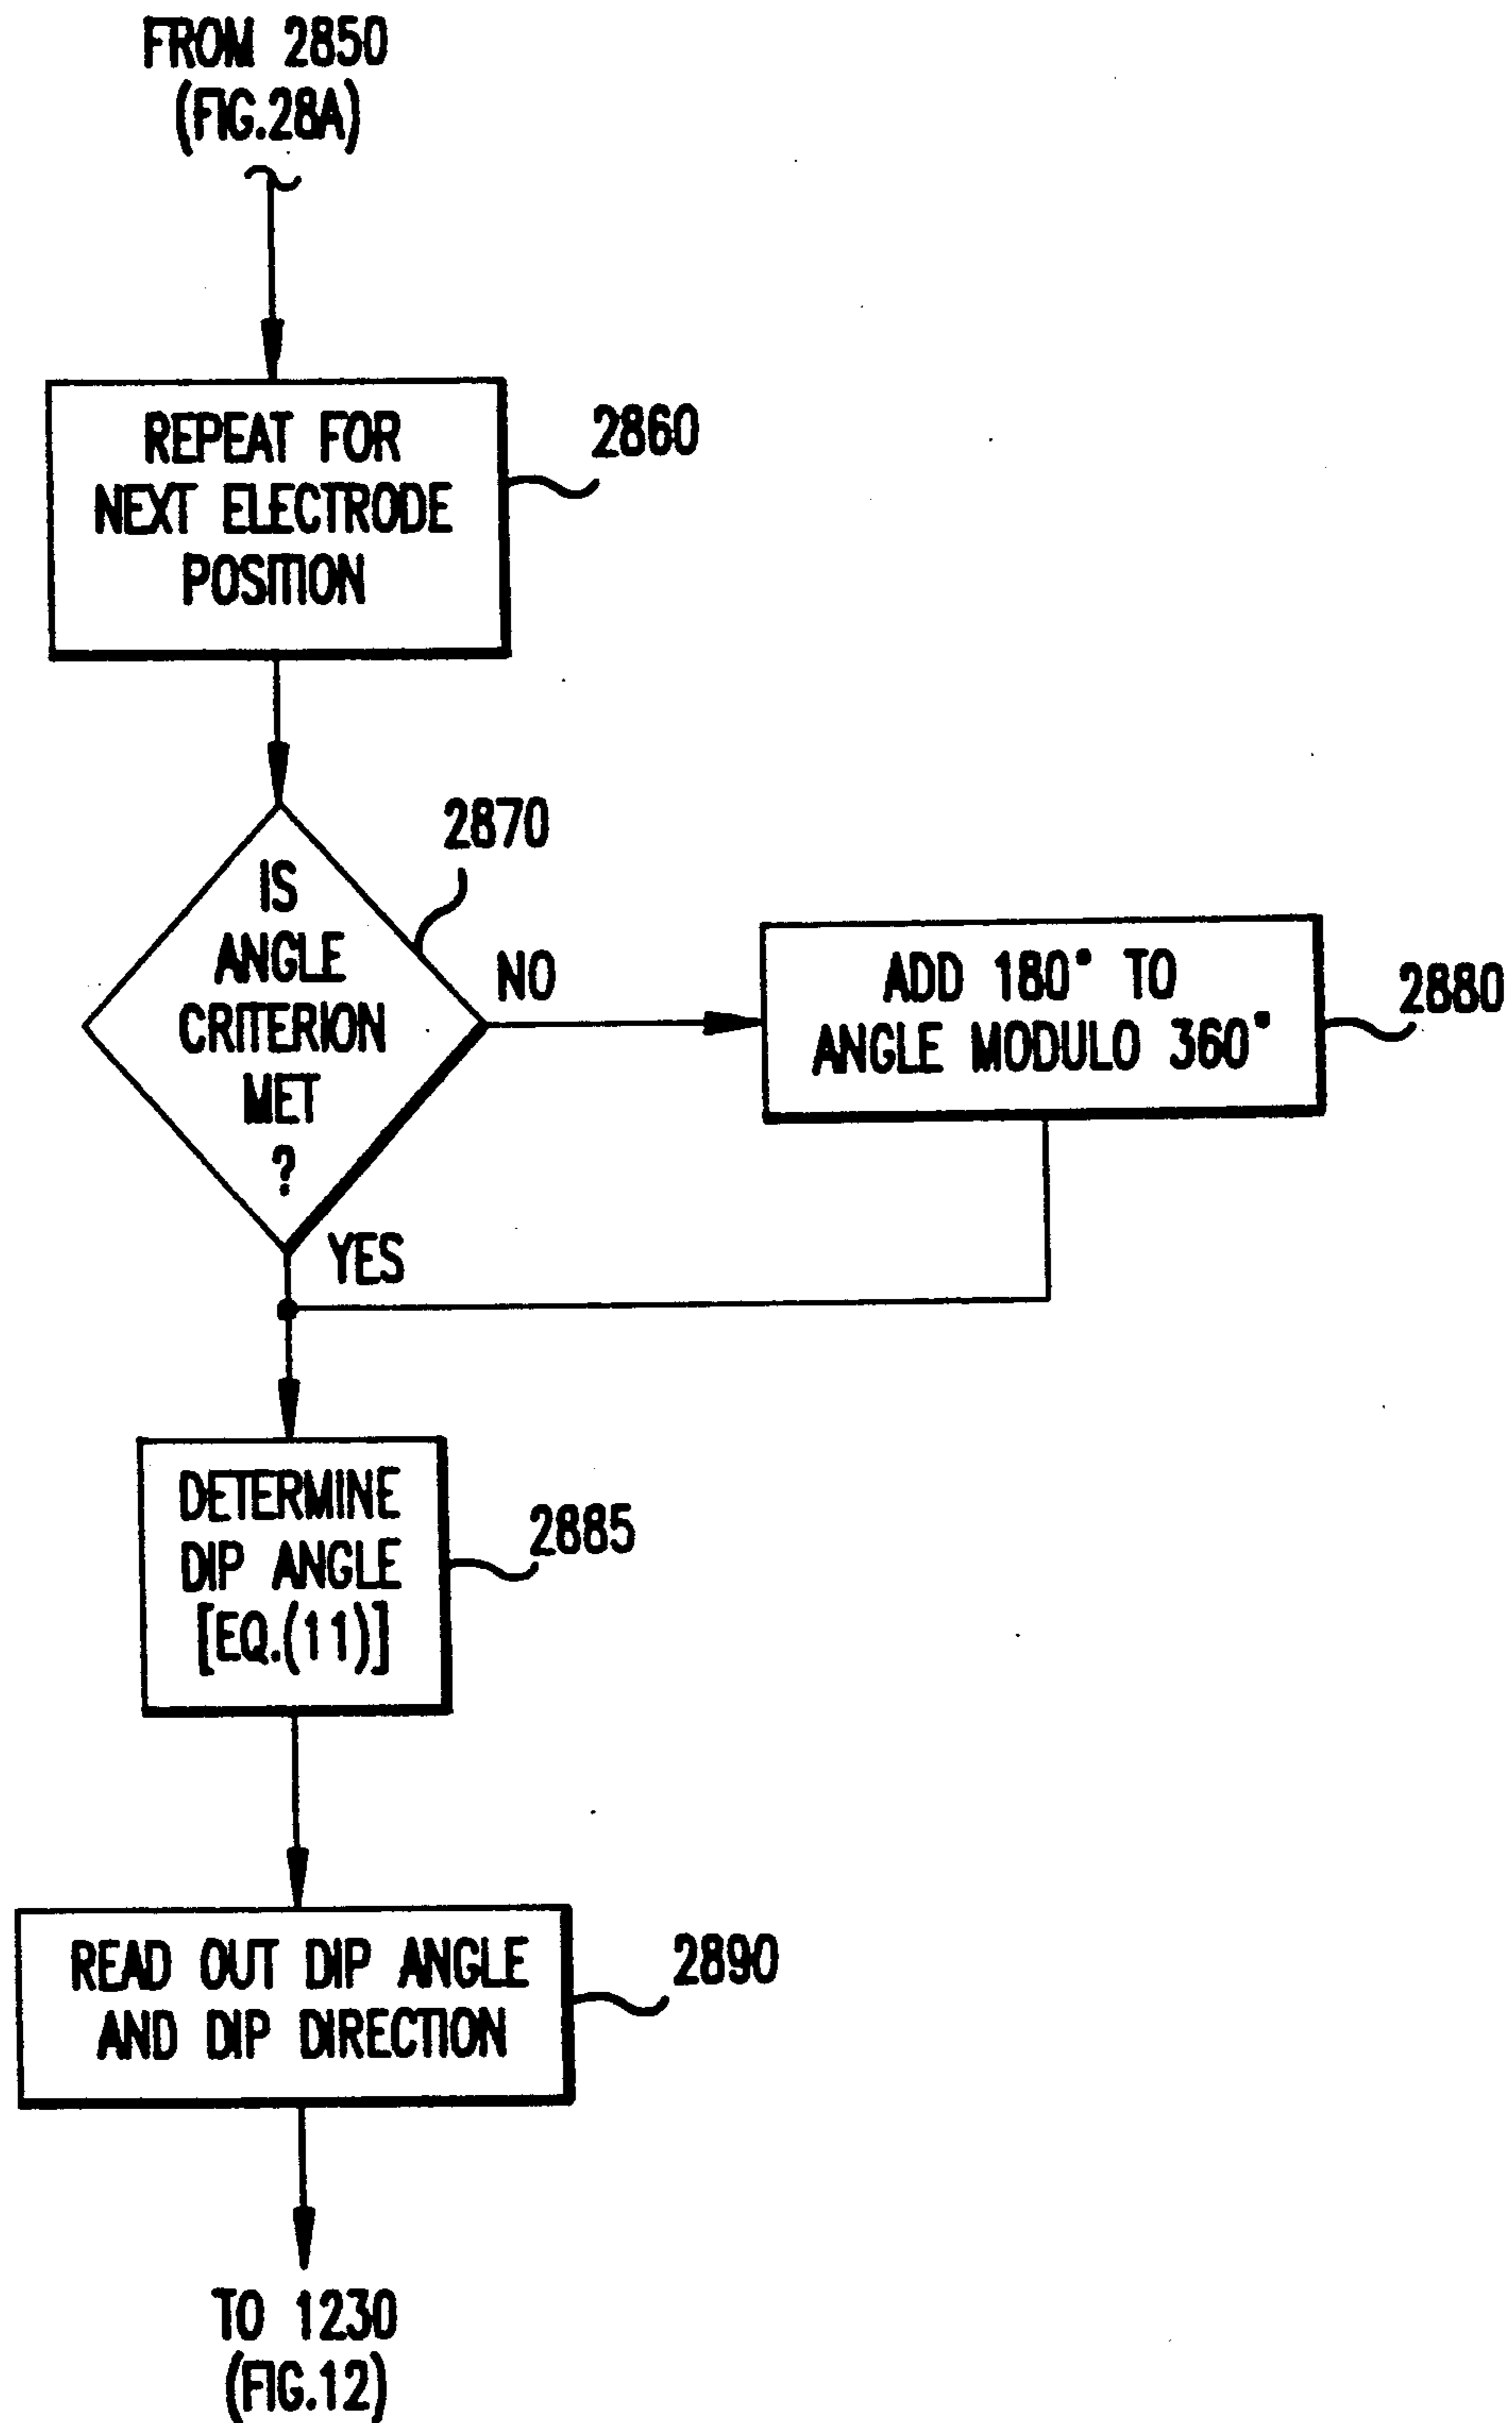 FROM 2850
(FIG.28A)
REPEAT FOR
NEXT ELECTRODE
POSITION
2860
2870
IS
ANGLE
CRITERION
MET
?
NO
ADD 180° TO
ANGLE MODULO 360°
2880
YES
DETERMINE
DIP ANGLE
[EQ.(11)]
2885
READ OUT DIP ANGLE
AND DIP DIRECTION
2890
TO 1230
(FIG.12)